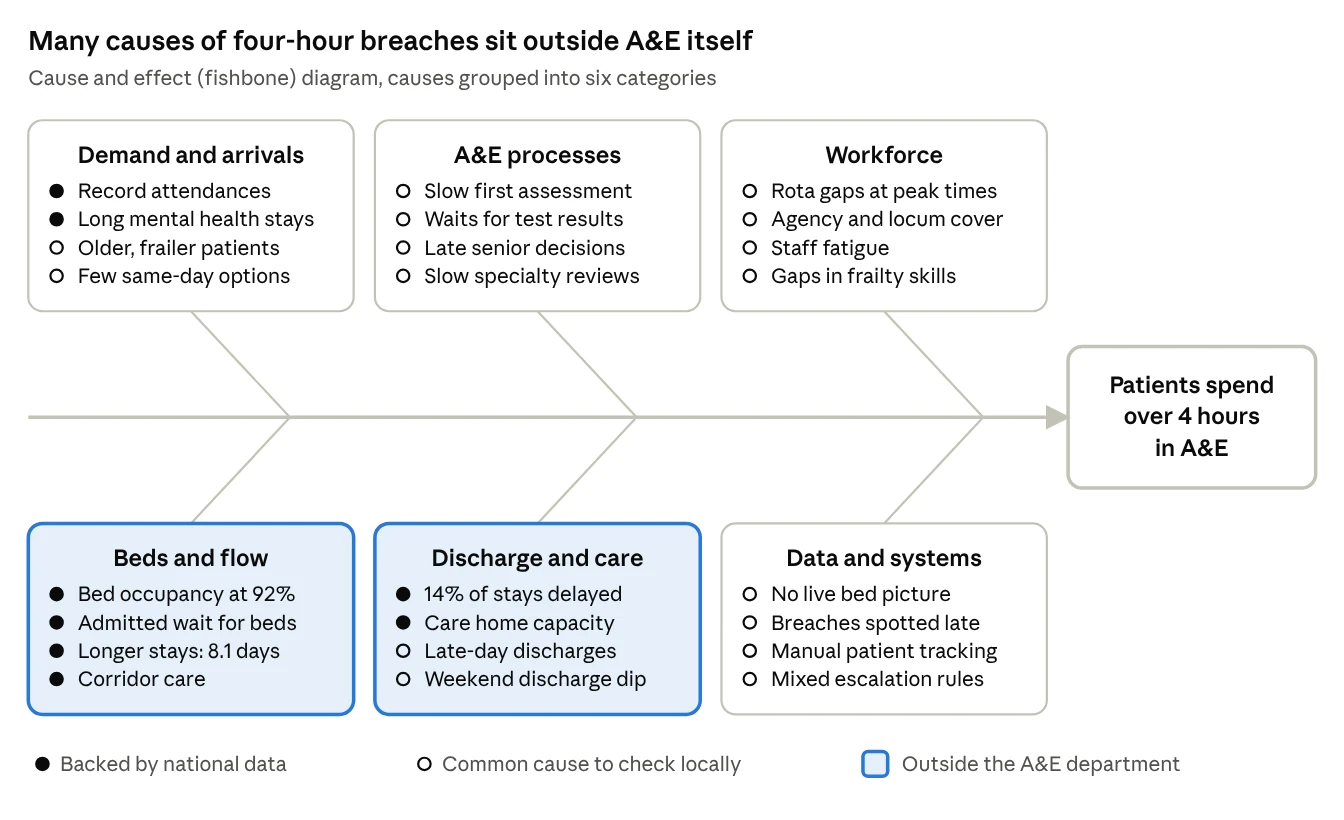 Many causes of four-hour breaches sit outside A&E itself
Cause and effect (fishbone) diagram, causes grouped into six categories
Demand and arrivals
Record attendances
Long mental health stays
Older, frailer patients
Few same-day options
A&E processes
Slow first assessment
Waits for test results
Late senior decisions
Slow specialty reviews
Workforce
Rota gaps at peak times
Agency and locum cover
Staff fatigue
Gaps in frailty skills
Patients spend
over 4 hours
in A&E
Beds and flow
Bed occupancy at 92%
Admitted wait for beds
Longer stays: 8.1 days
Corridor care
Discharge and care
14% of stays delayed
Care home capacity
Late-day discharges
Weekend discharge dip
Data and systems
No live bed picture
Breaches spotted late
Manual patient tracking
Mixed escalation rules
Backed by national data
Common cause to check locally
Outside the A&E department